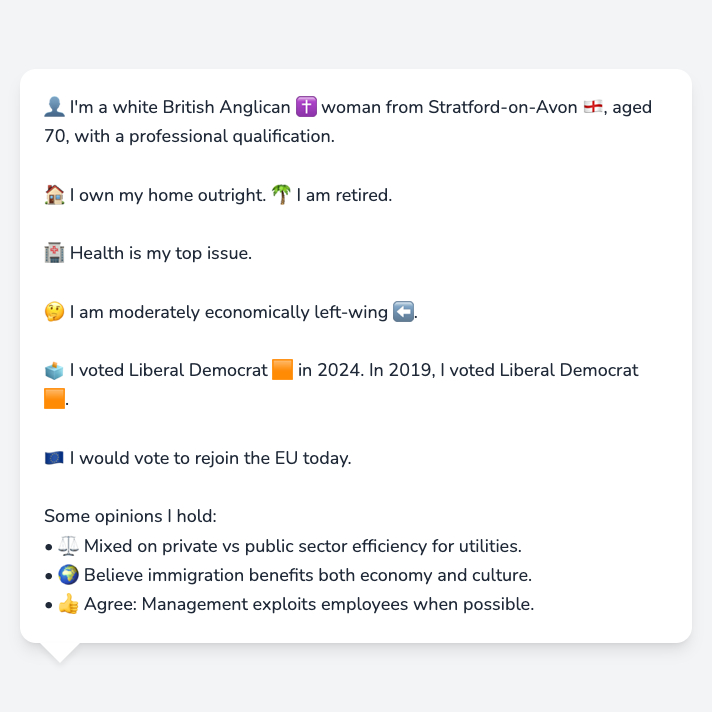 👤 I'm a white British Anglican ✝️ woman from Stratford-on-Avon 🏴󠁧󠁢󠁥󠁮󠁧󠁿, aged
70, with a professional qualification.
🏠 I own my home outright. 🌴 I am retired.
🏥 Health is my top issue.
🤔 I am moderately economically left-wing ⬅️.
🗳️ I voted Liberal Democrat 🟧 in 2024. In 2019, I voted Liberal Democrat
🟧.
🇪🇺 I would vote to rejoin the EU today.
Some opinions I hold:
• ⚖️ Mixed on private vs public sector efficiency for utilities.
• 🌍 Believe immigration benefits both economy and culture.
• 👍 Agree: Management exploits employees when possible.